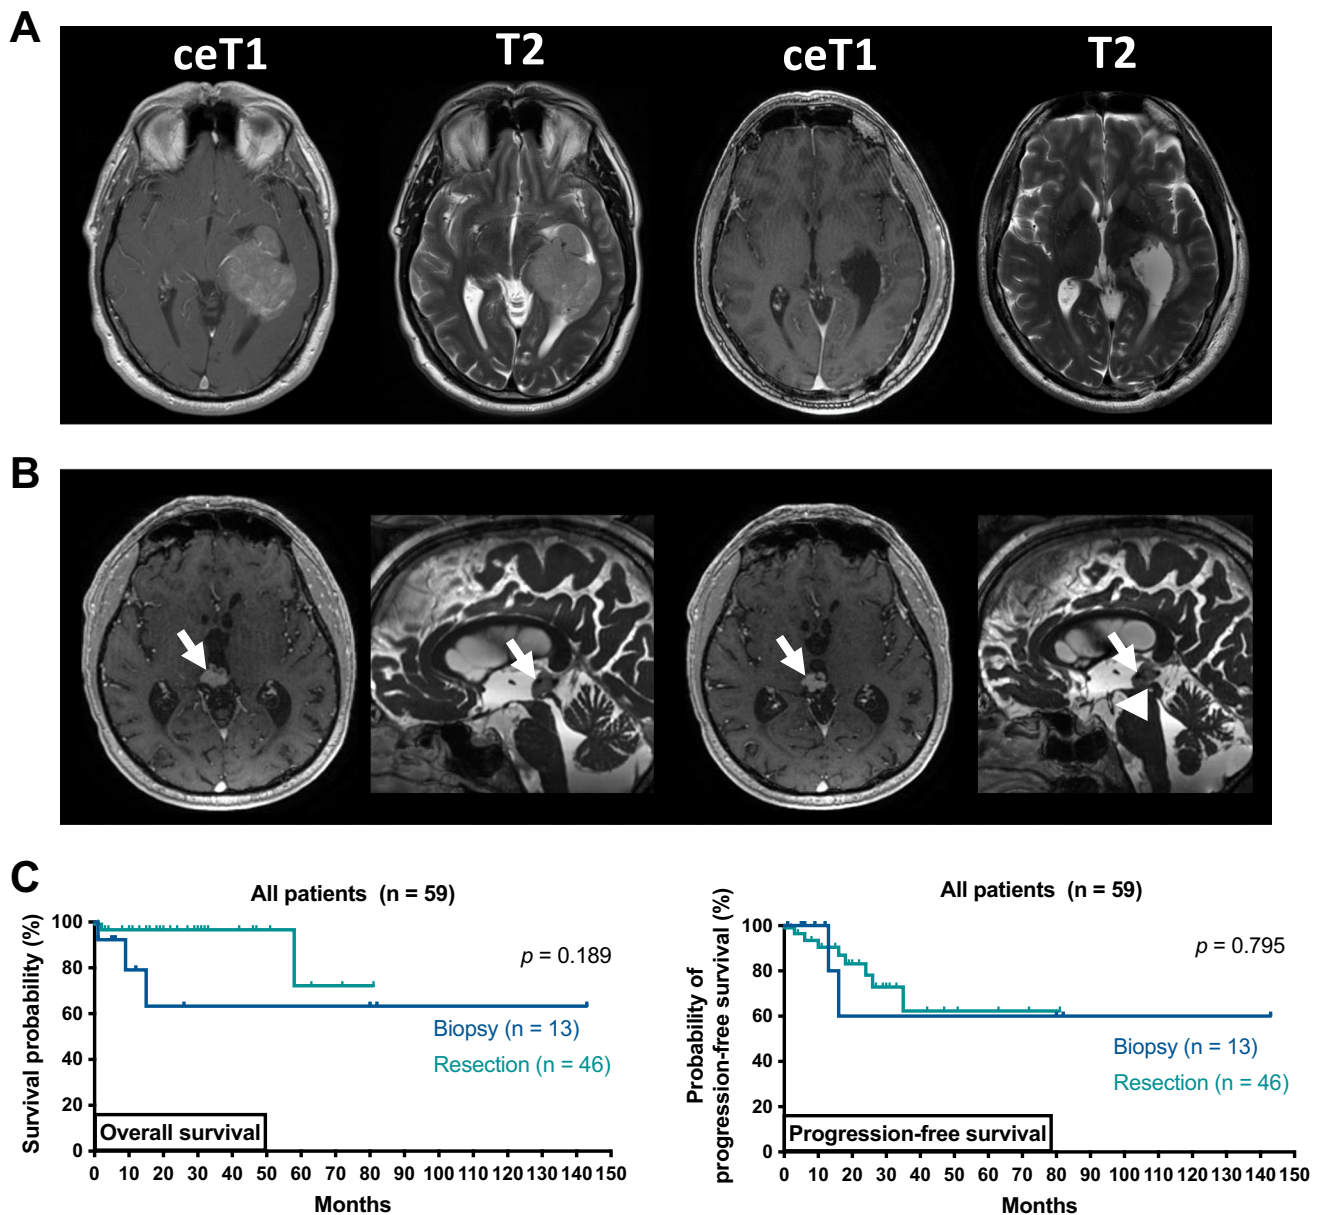 A
ceT1
T2
ceT1
T2
B
C
All patients (n = 59)
Survival probability (%)
100
80
60
40
20
0
p = 0.189
Biopsy (n = 13)
Resection (n = 46)
Overall survival
0 10 20 30 40 50 60 70 80 90 100 110 120 130 140 150
Months
All patients (n = 59)
Probability of
progression-free survival (%)
100
80
60
40
20
0
p = 0.795
Biopsy (n = 13)
Resection (n = 46)
Progression-free survival
0 10 20 30 40 50 60 70 80 90 100 110 120 130 140 150
Months